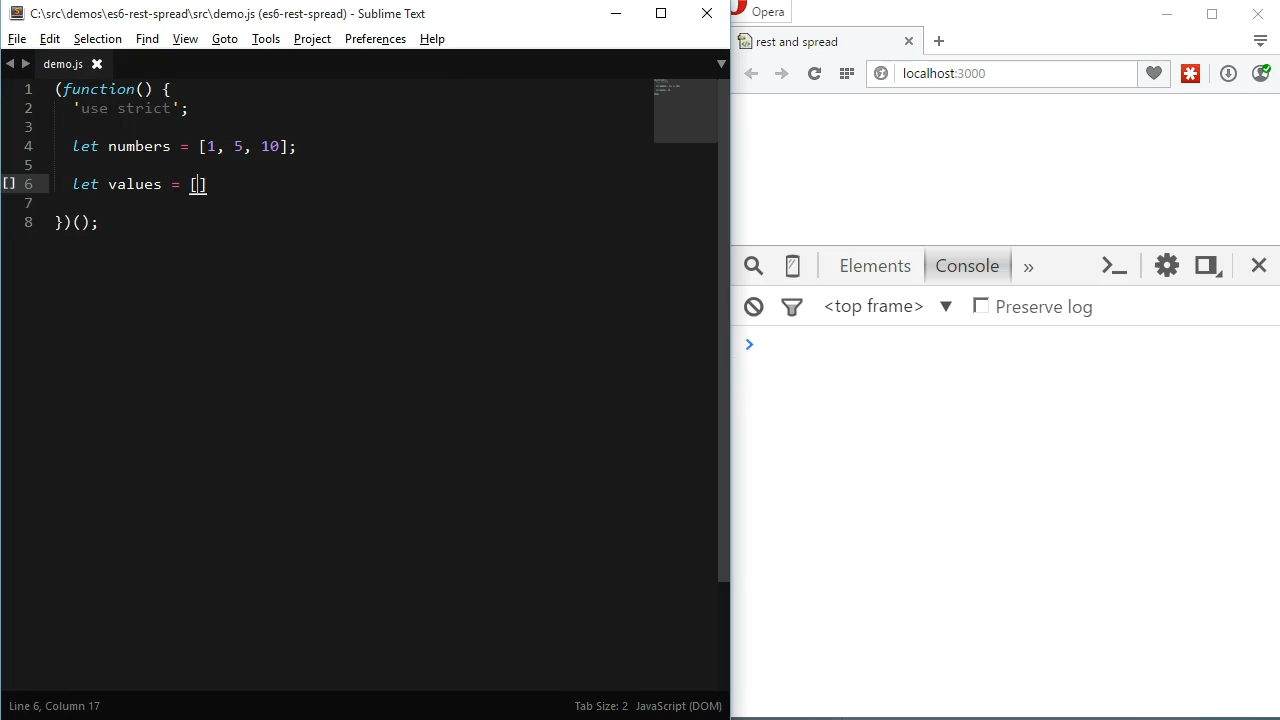 C:\src\demos\es6-rest-spread\src\demo.js (es6-rest-spread) - Sublime Text
File Edit Selection Find View Goto Tools Project Preferences Help
demo.js
1 (function() {
2 'use strict';
3
4 let numbers = [1, 5, 10];
5
[] 6 let values = []
7
8 })();
Line 6, Column 17
Tab Size: 2 JavaScript (DOM)
Opera
rest and spread
localhost:3000
Elements Console »
<top frame> ▼ Preserve log
>